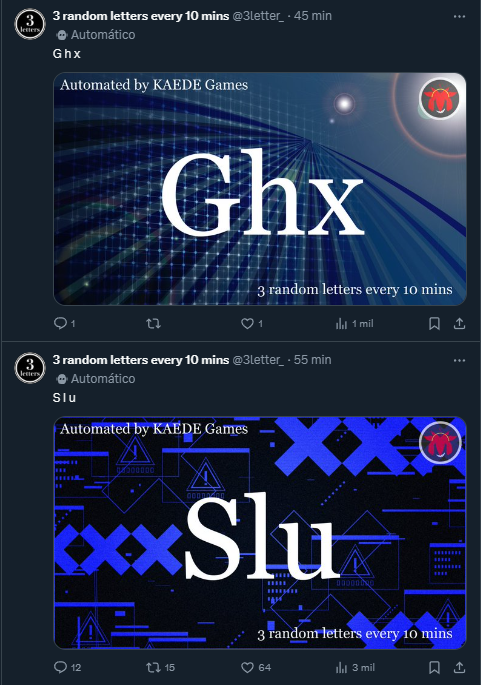 3 random letters every 10 mins @3letter_ · 45 min
Automático
G h x
Automated by KAEDE Games
Ghx
3 random letters every 10 mins
1 1 1 mil
3 random letters every 10 mins @3letter_ · 55 min
Automático
S l u
Automated by KAEDE Games
Slu
3 random letters every 10 mins
12 15 64 3 mil
3
letters
3
letters